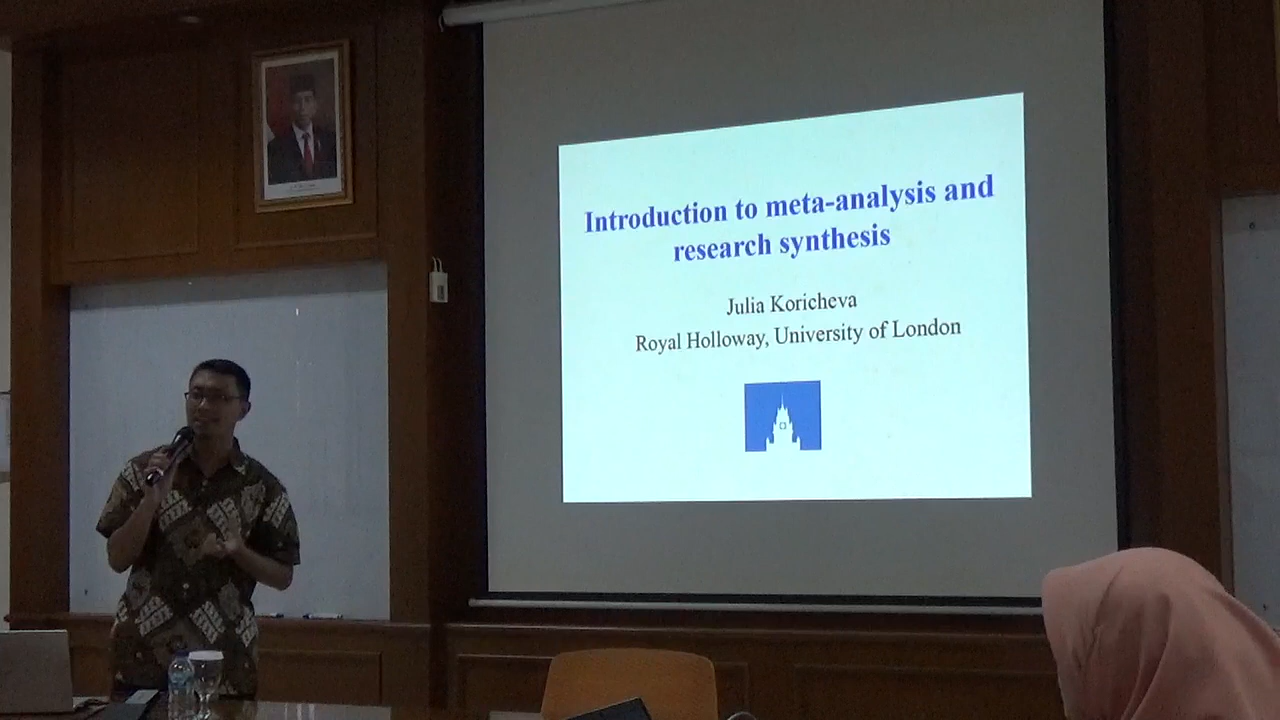 Introduction to meta-analysis and
research synthesis
Julia Koricheva
Royal Holloway, University of London